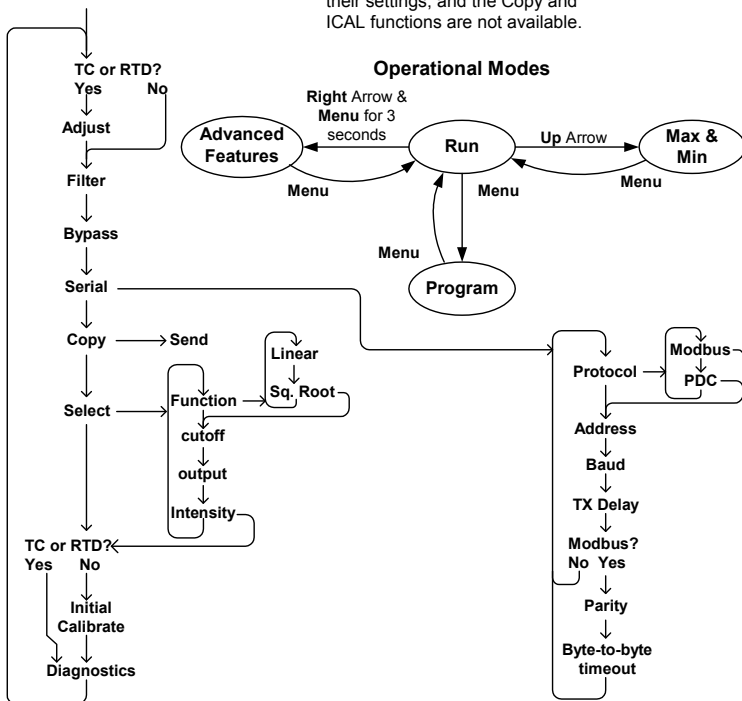 their settings, and the Copy and
ICAL functions are not available.
Operational Modes
TC or RTD?
Yes No
Adjust
Filter
Bypass
Serial
Copy
Send
Select
Function
Linear
Sq. Root
cutoff
output
Intensity
TC or RTD?
Yes No
Initial
Calibrate
Diagnostics
Right Arrow &
Menu for 3
seconds
Advanced
Features
Menu
Run
Up Arrow
Max &
Min
Menu
Menu
Menu
Program
Protocol
Modbus
PDC
Address
Baud
TX Delay
Modbus?
No Yes
Parity
Byte-to-byte
timeout